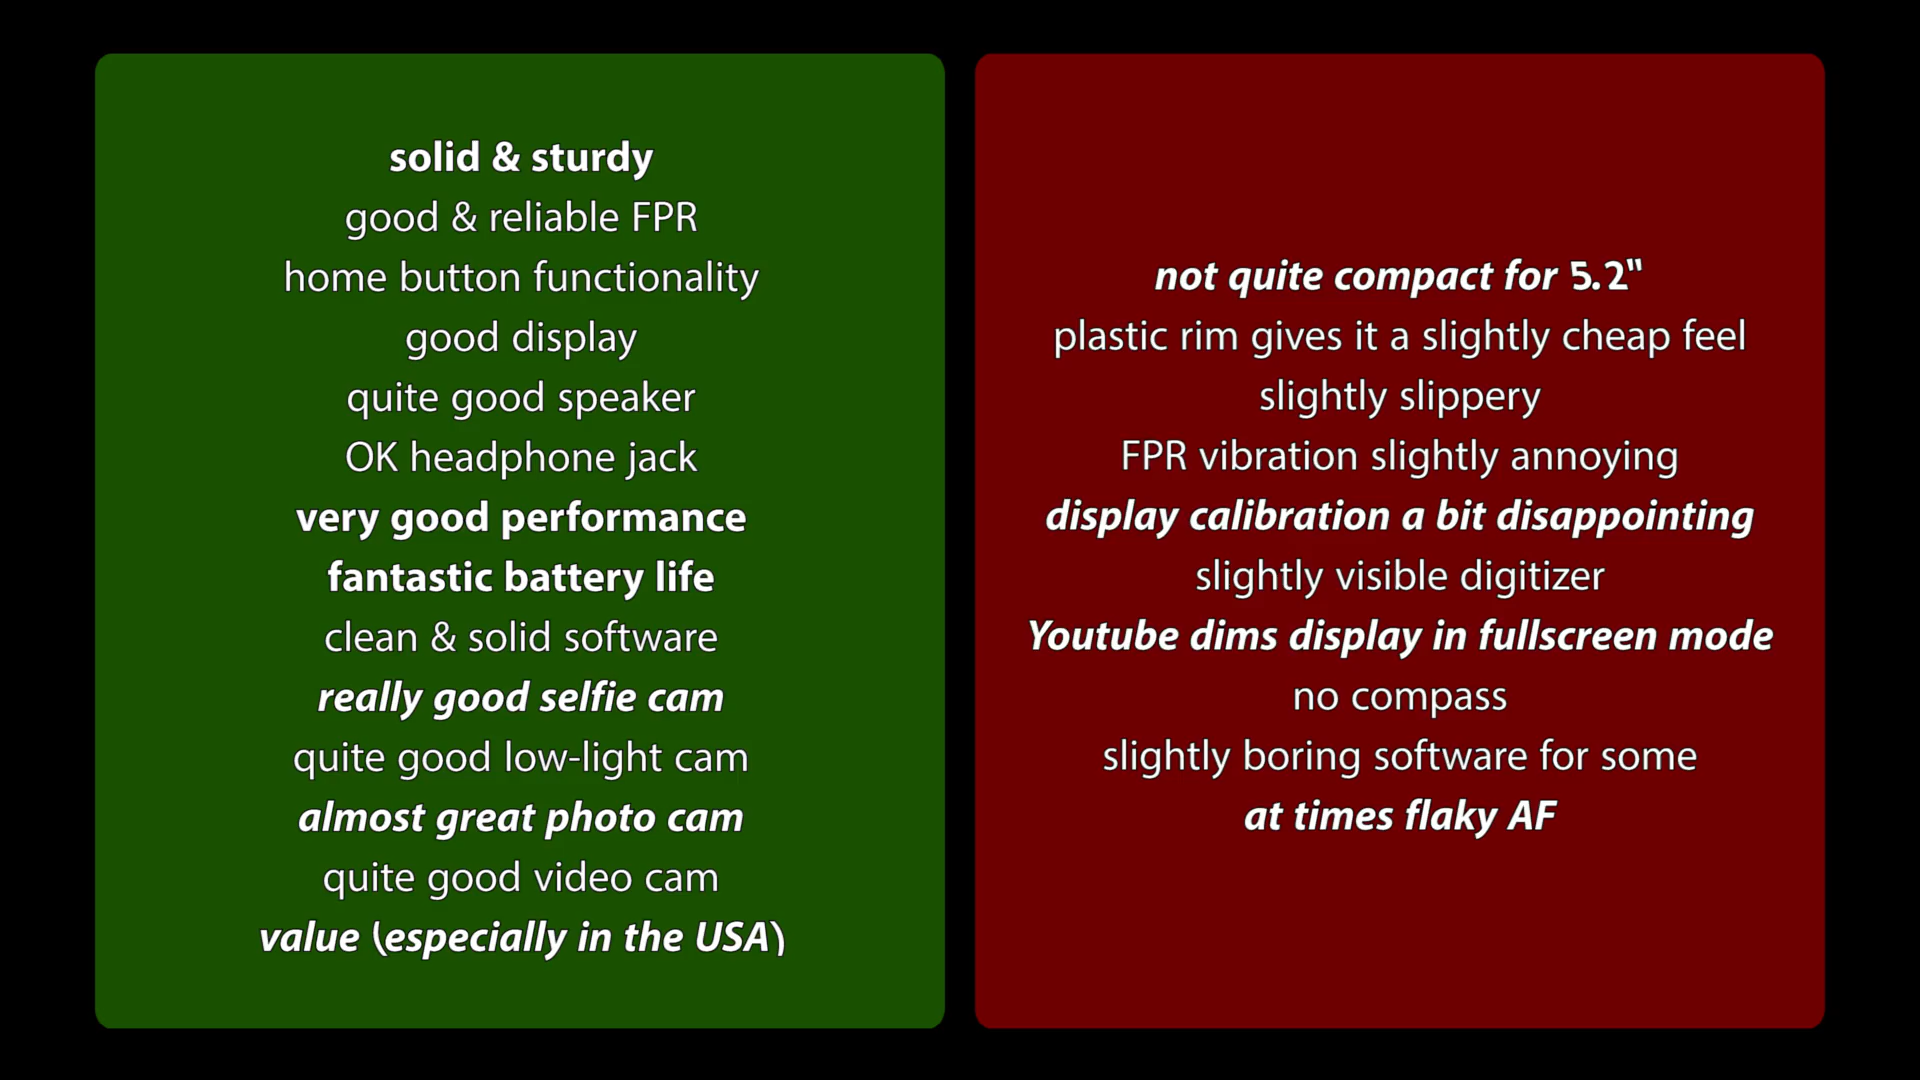 solid & sturdy
good & reliable FPR
home button functionality
good display
quite good speaker
OK headphone jack
very good performance
fantastic battery life
clean & solid software
really good selfie cam
quite good low-light cam
almost great photo cam
quite good video cam
value (especially in the USA)
not quite compact for 5.2"
plastic rim gives it a slightly cheap feel
slightly slippery
FPR vibration slightly annoying
display calibration a bit disappointing
slightly visible digitizer
Youtube dims display in fullscreen mode
no compass
slightly boring software for some
at times flaky AF